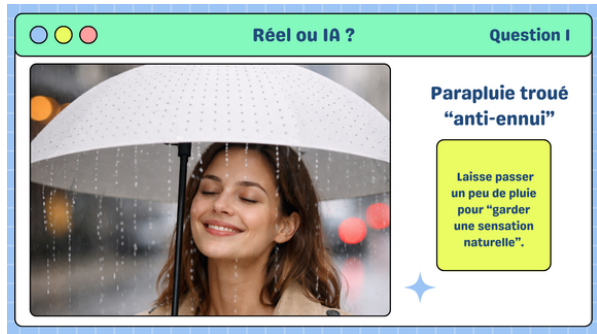 Réel ou IA ?
Question 1
Parapluie troué
“anti-ennui”
Laisse passer
un peu de pluie
pour “garder
une sensation
naturelle”.